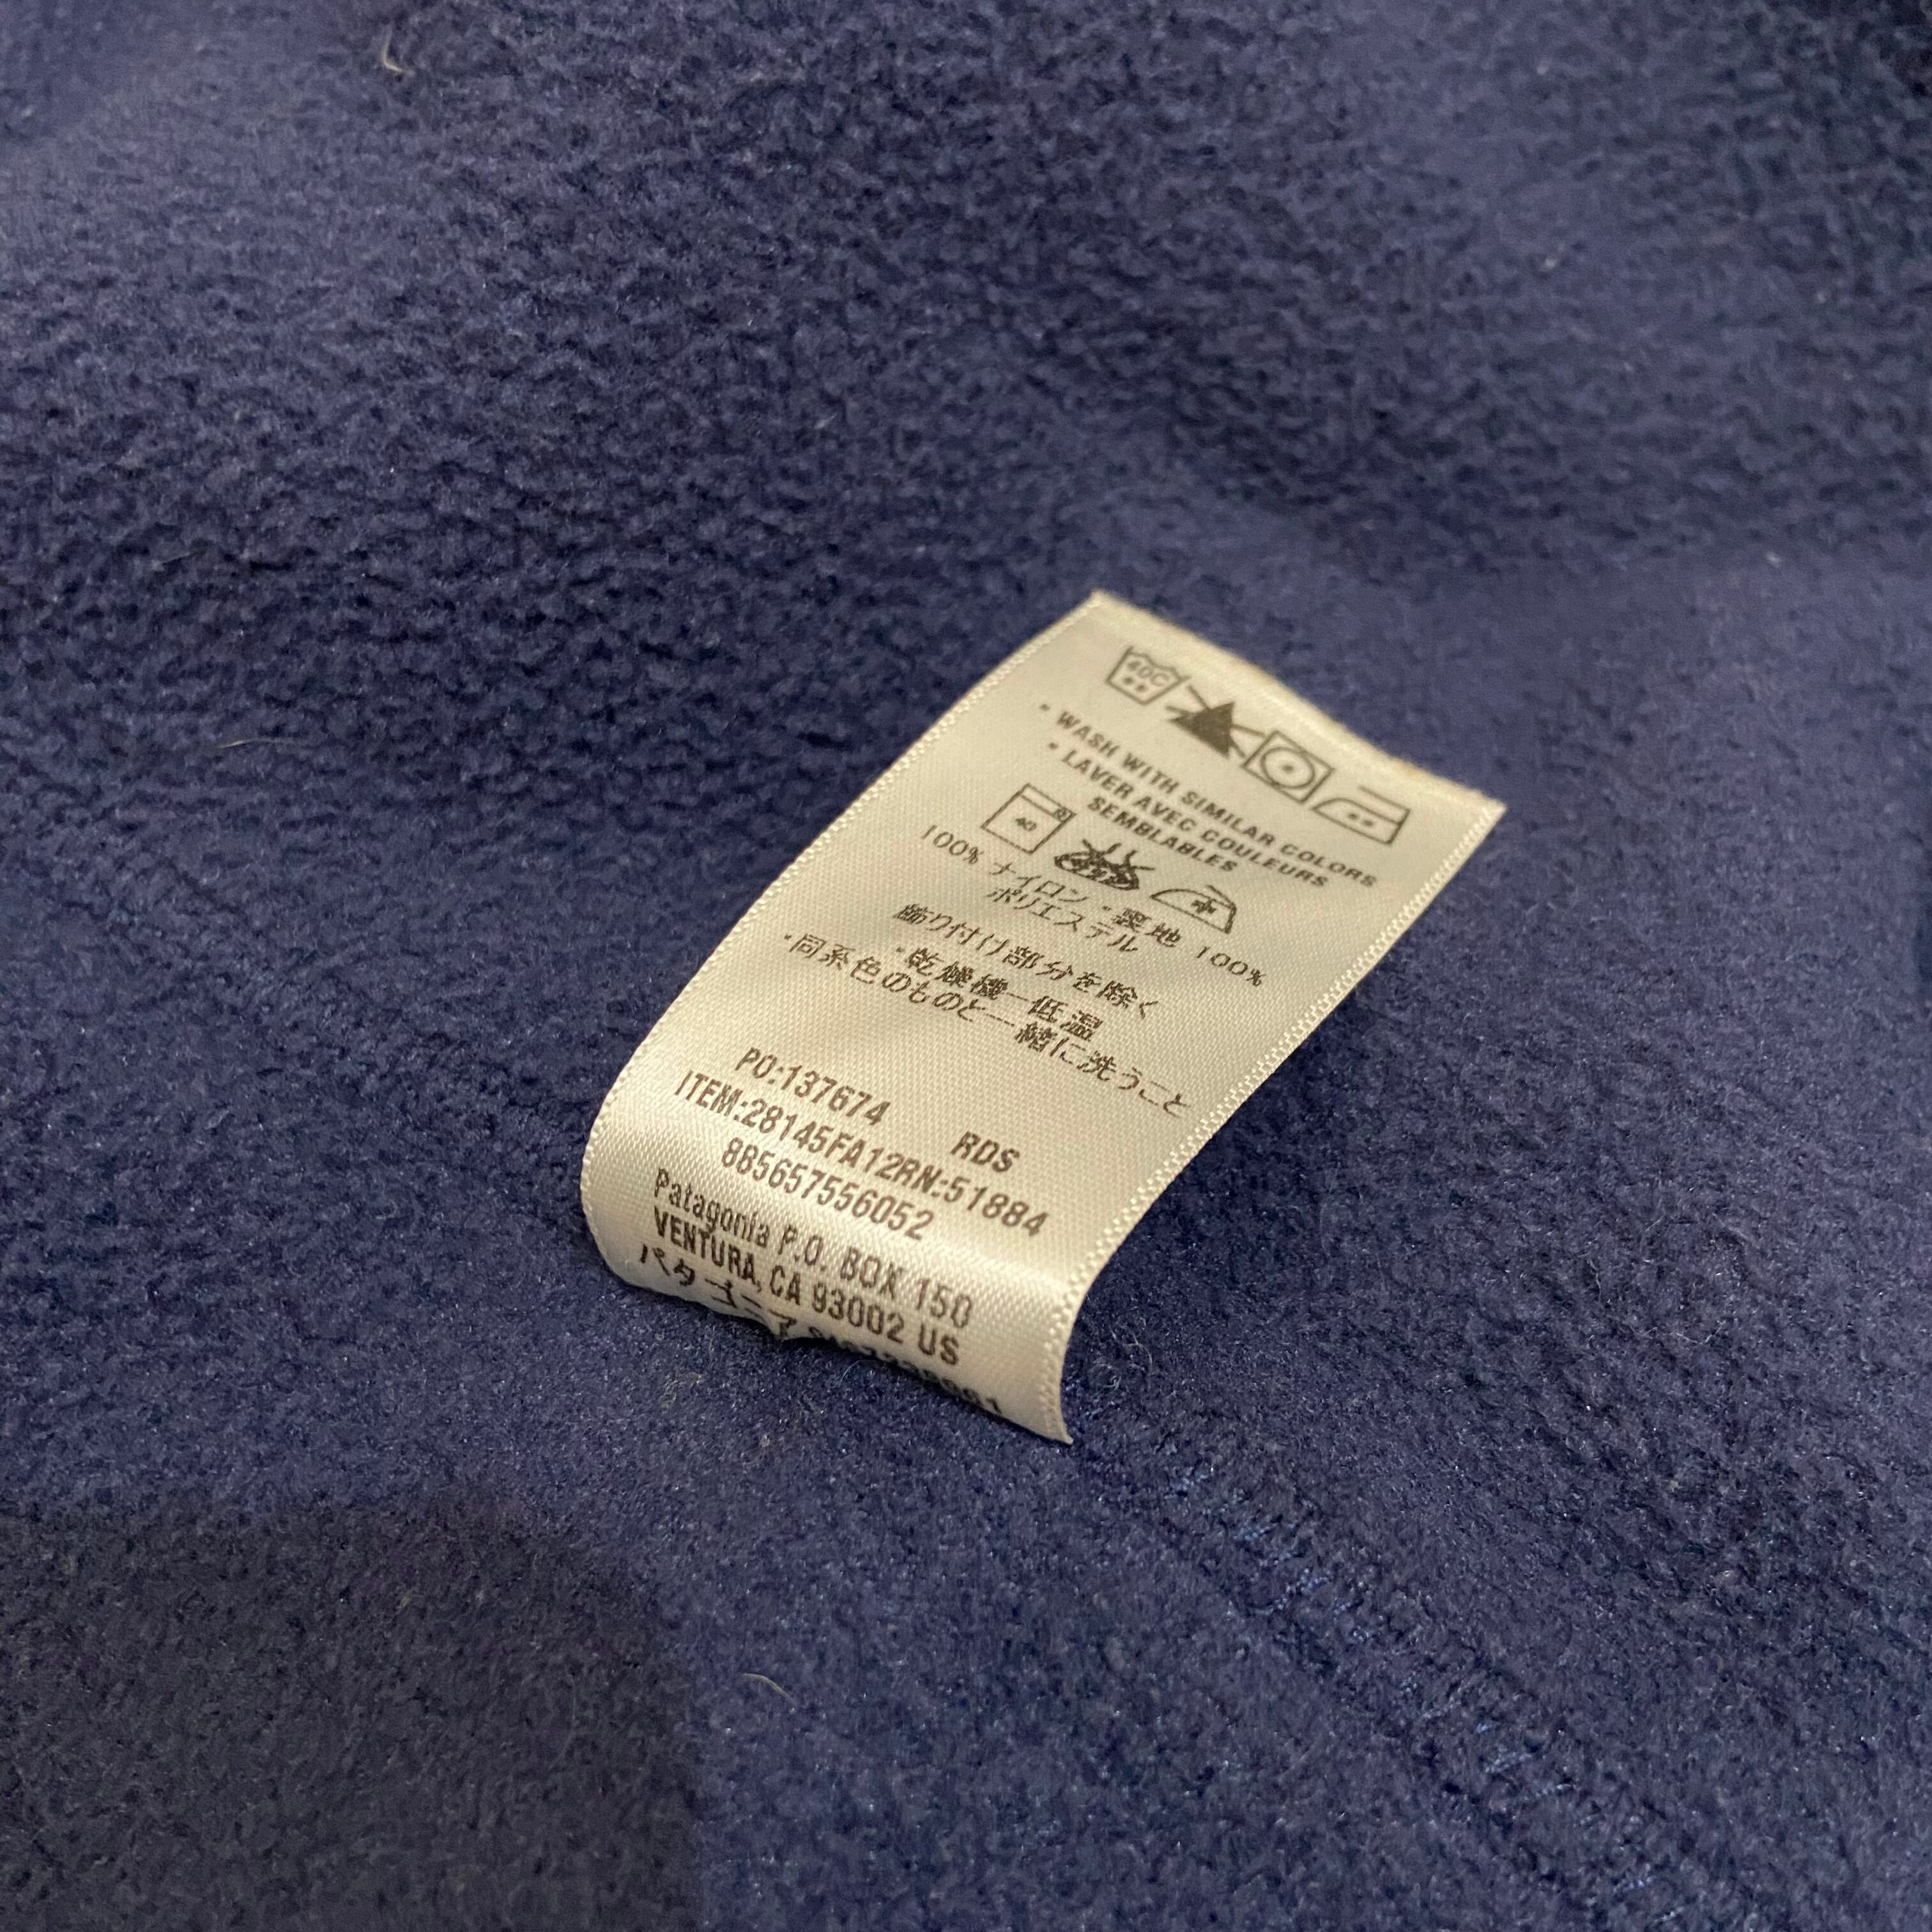 40C
• WASH WITH SIMILAR COLORS
• LAVER AVEC COULEURS
SEMBLABLES
40
100% ナイロン・裏地 100%
ポリエステル
飾り付け部分を除く
・乾燥機ー低温
・同系色のものと一緒に洗うこと
PO:137674 RDS
ITEM:28145FA12RN:51884
885657556052
Patagonia P.O. BOX 150
VENTURA, CA 93002 US
パタゴニア